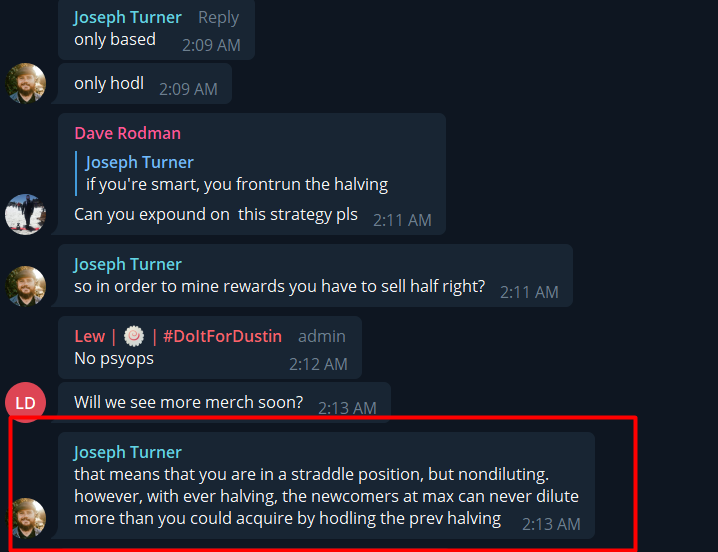 Joseph Turner Reply
only based 2:09 AM
only hodl 2:09 AM
Dave Rodman
Joseph Turner
if you're smart, you frontrun the halving
Can you expound on this strategy pls 2:11 AM
Joseph Turner
so in order to mine rewards you have to sell half right? 2:11 AM
Lew | 🍥 | #DoItForDustin admin
No psyops 2:12 AM
LD
Will we see more merch soon? 2:13 AM
Joseph Turner
that means that you are in a straddle position, but nondiluting.
however, with ever halving, the newcomers at max can never dilute
more than you could acquire by hodling the prev halving 2:13 AM